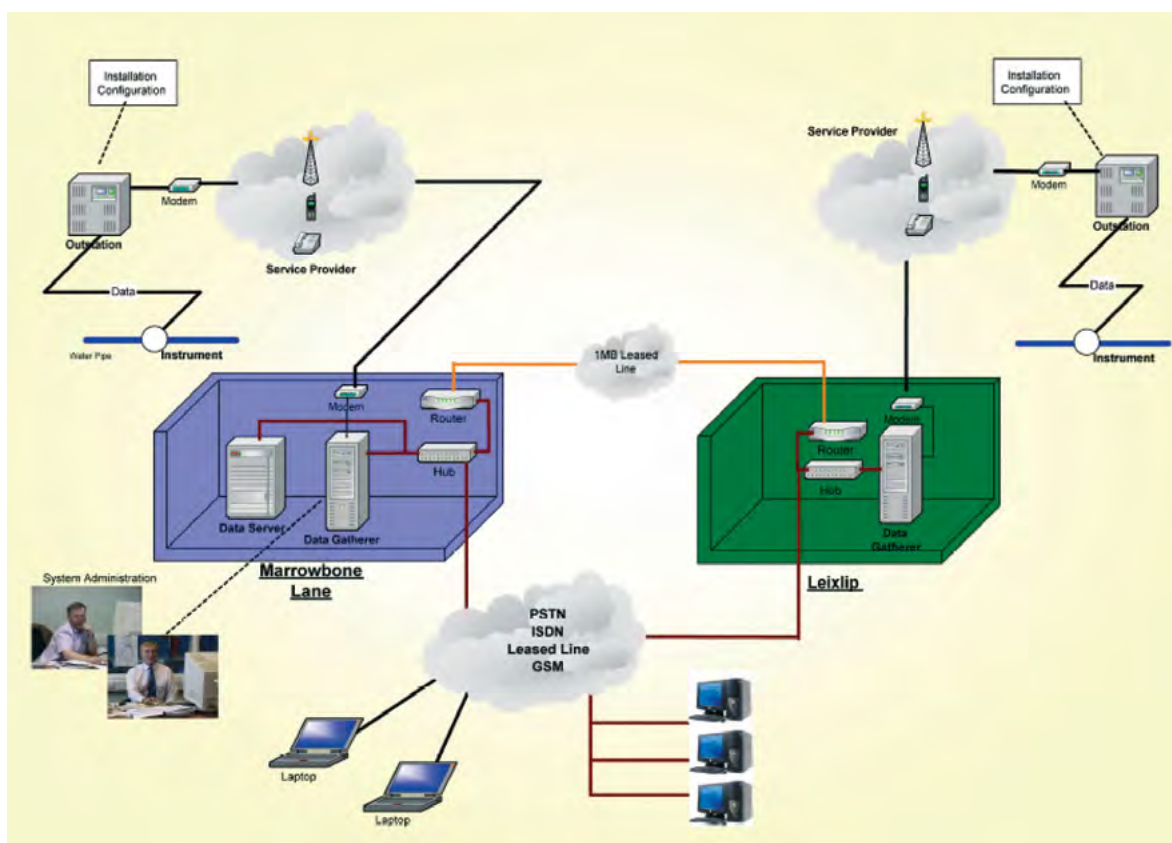 Installation
Configuration
Modem
Outstation
Service Provider
Data
Water Pipe
Instrument
Installation
Configuration
Service Provider
Modem
Outstation
Data
Instrument
1MB Leased
Line
Modem
Router
Hub
Data Server
Data Gatherer
Marrowbone
Lane
Modem
Router
Hub
Data
Gatherer
Leixlip
System Administration
PSTN
ISDN
Leased Line
GSM
Laptop
Laptop